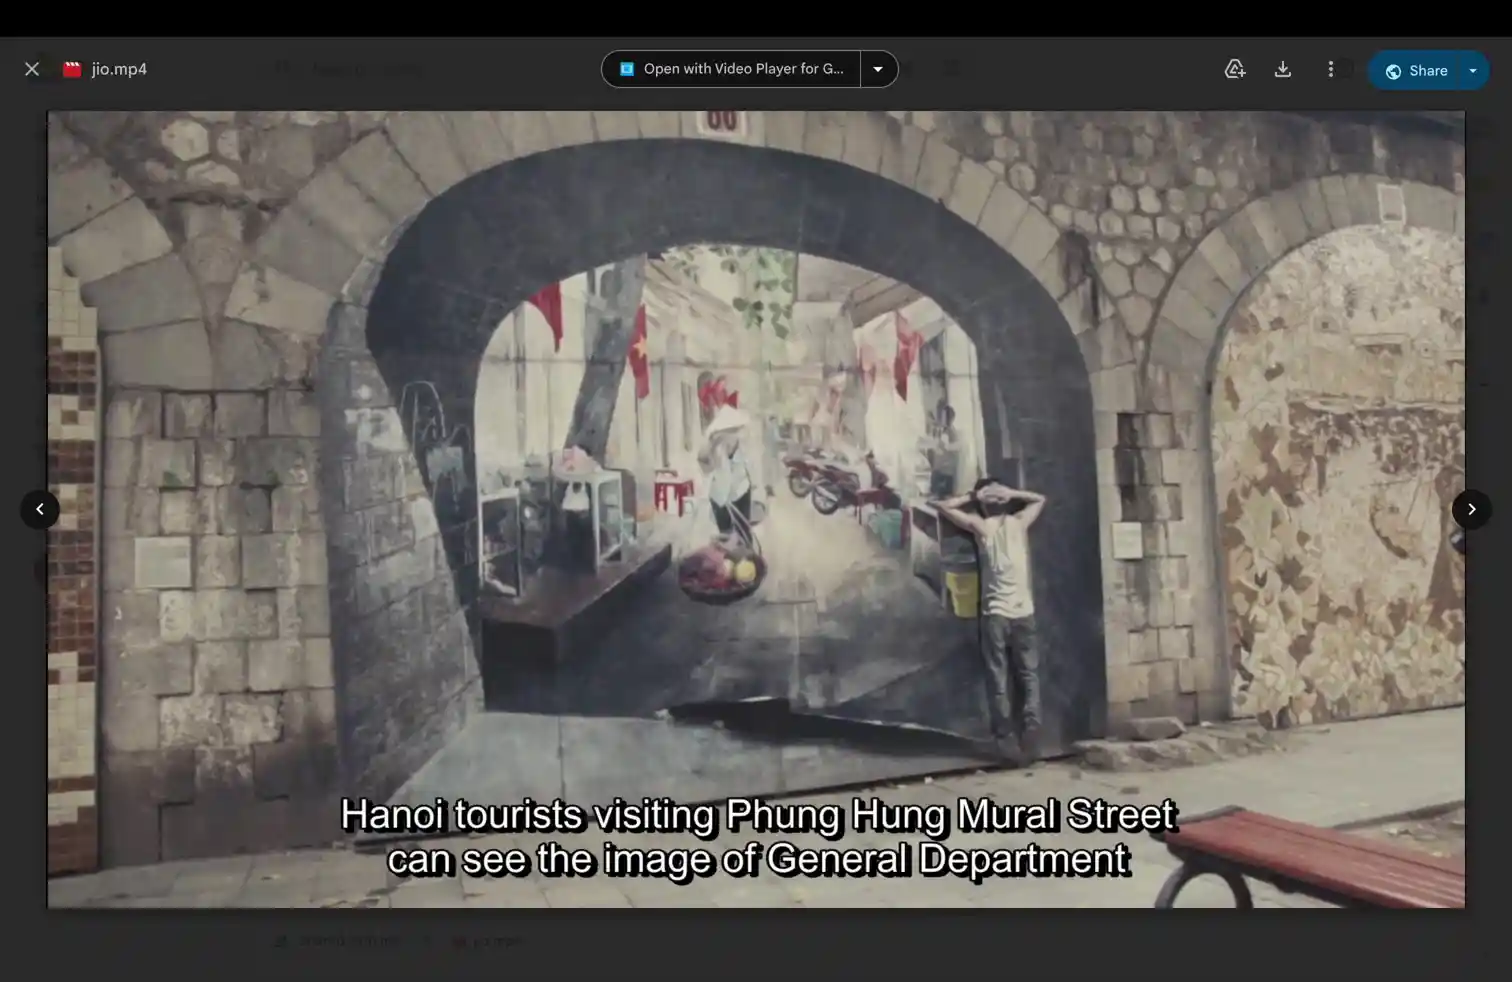 jio.mp4
Open with Video Player for G...
Share
Hanoi tourists visiting Phung Hung Mural Street
can see the image of General Department